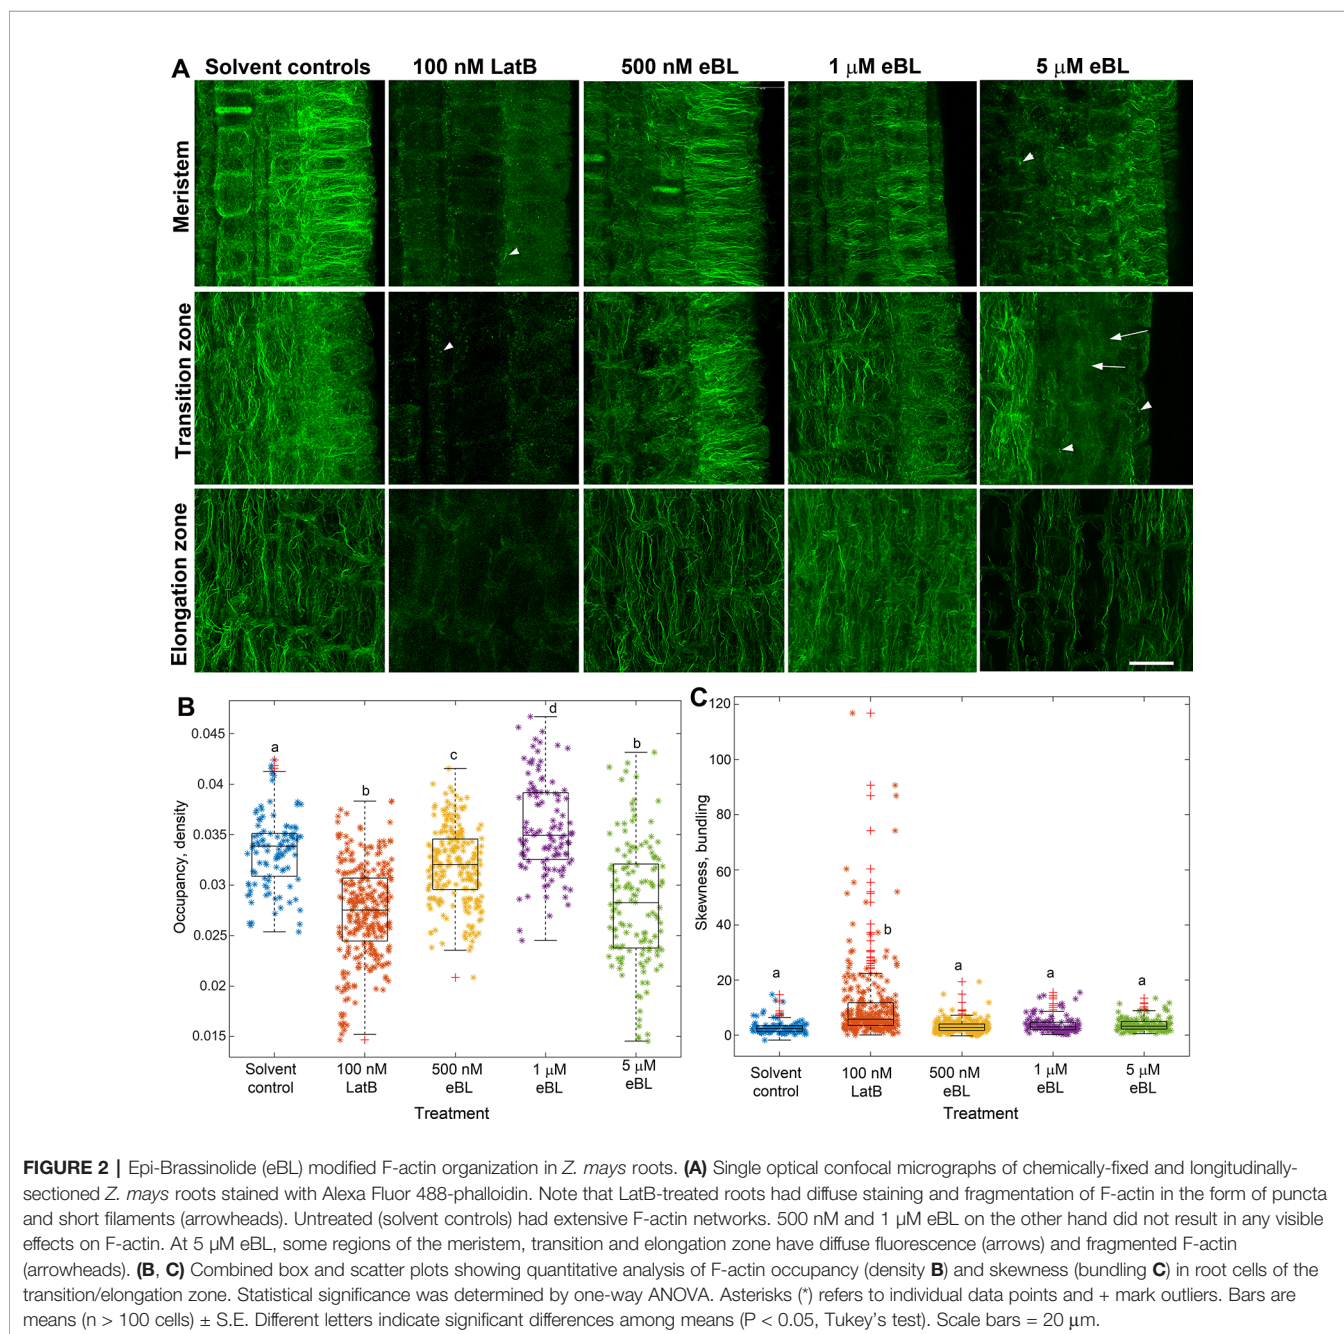 A
Solvent controls
100 nM LatB
500 nM eBL
1 μM eBL
5 μM eBL
Meristem
Transition zone
Elongation zone
B
0.045
0.04
0.035
0.03
0.025
0.02
0.015
Occupancy, density
a
b
c
d
b
Solvent control
100 nM LatB
500 nM eBL
1 μM eBL
5 μM eBL
Treatment
C
120
100
80
60
40
20
0
Skewness, bundling
a
b
a
a
a
Solvent control
100 nM LatB
500 nM eBL
1 μM eBL
5 μM eBL
Treatment
FIGURE 2 | Epi-Brassinolide (eBL) modified F-actin organization in Z. mays roots. (A) Single optical confocal micrographs of chemically-fixed and longitudinally-
sectioned Z. mays roots stained with Alexa Fluor 488-phalloidin. Note that LatB-treated roots had diffuse staining and fragmentation of F-actin in the form of puncta
and short filaments (arrowheads). Untreated (solvent controls) had extensive F-actin networks. 500 nM and 1 μM eBL on the other hand did not result in any visible
effects on F-actin. At 5 μM eBL, some regions of the meristem, transition and elongation zone have diffuse fluorescence (arrows) and fragmented F-actin
(arrowheads). (B, C) Combined box and scatter plots showing quantitative analysis of F-actin occupancy (density B) and skewness (bundling C) in root cells of the
transition/elongation zone. Statistical significance was determined by one-way ANOVA. Asterisks (*) refers to individual data points and + mark outliers. Bars are
means (n > 100 cells) ± S.E. Different letters indicate significant differences among means (P < 0.05, Tukey's test). Scale bars = 20 μm.